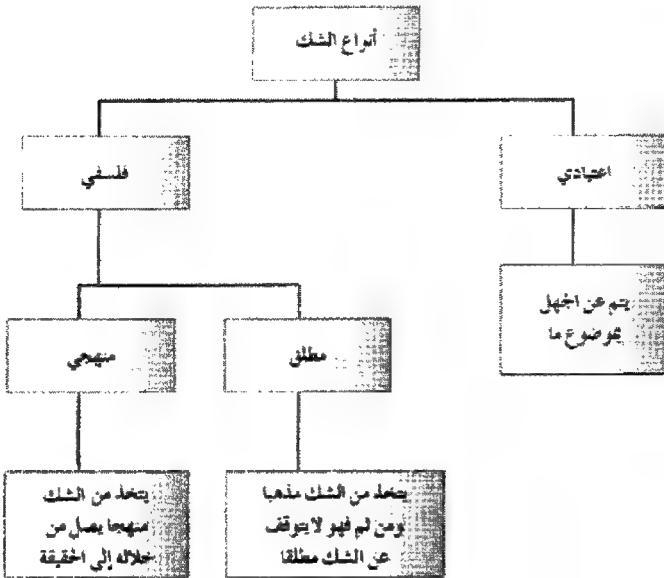 أنواع الشك
اعتيادي
فلسفي
يتم عن الجهل
بموضوع ما
مطلق
منهجي
يتخذ من الشك مذهبا
ومن ثم فهو لا يتوقف
عن الشك مطلقا
يتخذ من الشك
منهجا يصل من
خلاله إلى الحقيقة